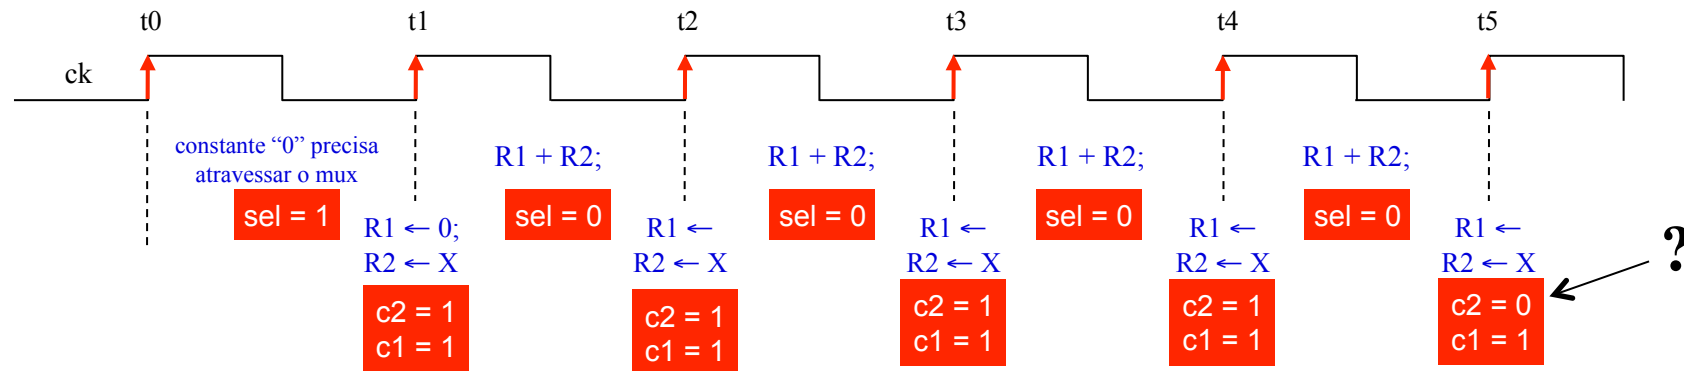 t0 t1 t2 t3 t4 t5
ck
constante “0” precisa
atravessar o mux
R1 + R2; R1 + R2; R1 + R2; R1 + R2;
sel = 1 sel = 0 sel = 0 sel = 0 sel = 0
R1 ← 0; R1 ← R1 ← R1 ← R1 ←
R2 ← X R2 ← X R2 ← X R2 ← X R2 ← X
?
c2 = 1 c2 = 1 c2 = 1 c2 = 1 c2 = 0
c1 = 1 c1 = 1 c1 = 1 c1 = 1 c1 = 1